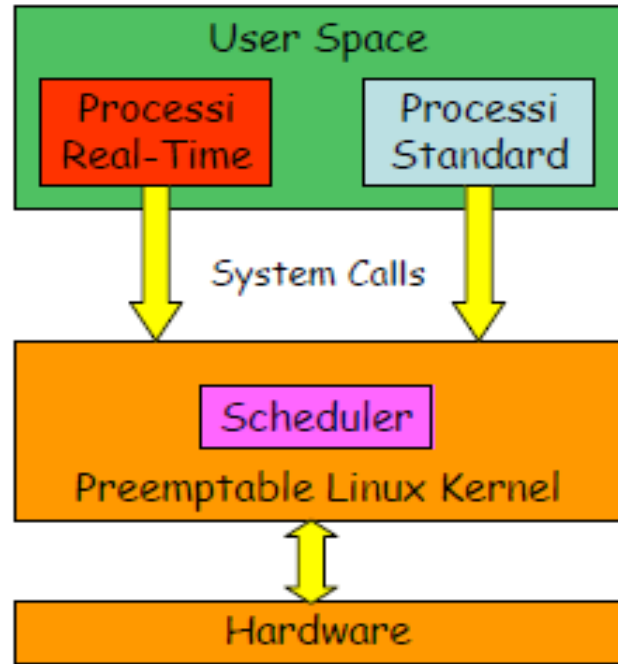 User Space
Processi
Real-Time
Processi
Standard
System Calls
Scheduler
Preemptable Linux Kernel
Hardware